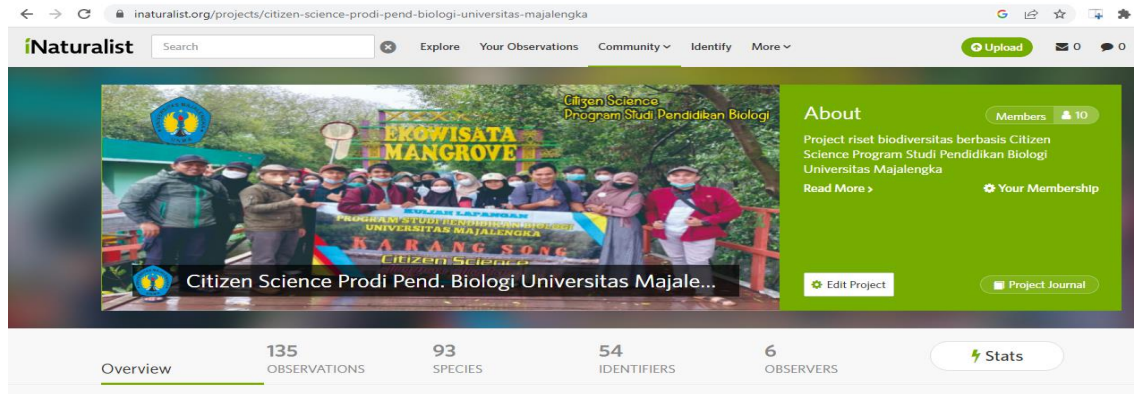 inaturalist.org/projects/citizen-science-prodi-pend-biologi-universitas-majalengka
iNaturalist
Search
Explore
Your Observations
Community
Identify
More
Upload
0
0
Citizen Science
Program Studi Pendidikan Biologi
EKOWISATA
MANGROVE
KULIAH LAPANGAN
PROGRAM STUDI PENDIDIKAN BIOLOGI
UNIVERSITAS MAJALENGKA
KARANG SONG
Citizen Science
Citizen Science Prodi Pend. Biologi Universitas Majale...
About
Members 10
Project riset biodiversitas berbasis Citizen
Science Program Studi Pendidikan Biologi
Universitas Majalengka
Read More >
Your Membership
Edit Project
Project Journal
Overview
135
OBSERVATIONS
93
SPECIES
54
IDENTIFIERS
6
OBSERVERS
Stats